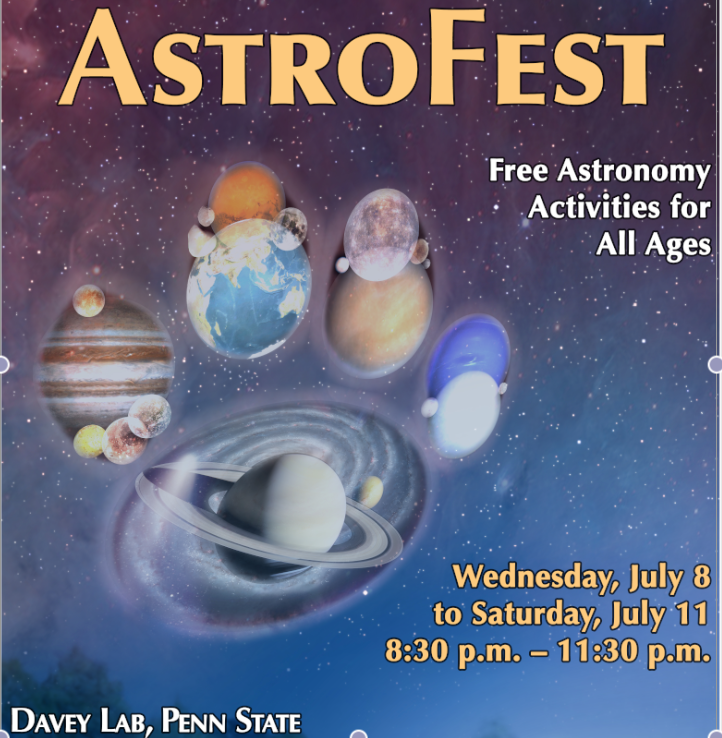 ASTROFEST
Free Astronomy
Activities for
All Ages
Wednesday, July 8
to Saturday, July 11
8:30 p.m. – 11:30 p.m.
DAVEY LAB, PENN STATE